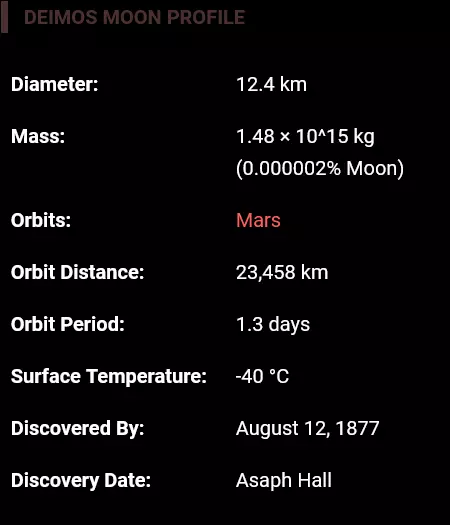 DEIMOS MOON PROFILE
Diameter: 12.4 km
Mass: 1.48 × 10^15 kg
(0.000002% Moon)
Orbits: Mars
Orbit Distance: 23,458 km
Orbit Period: 1.3 days
Surface Temperature: -40 °C
Discovered By: August 12, 1877
Discovery Date: Asaph Hall